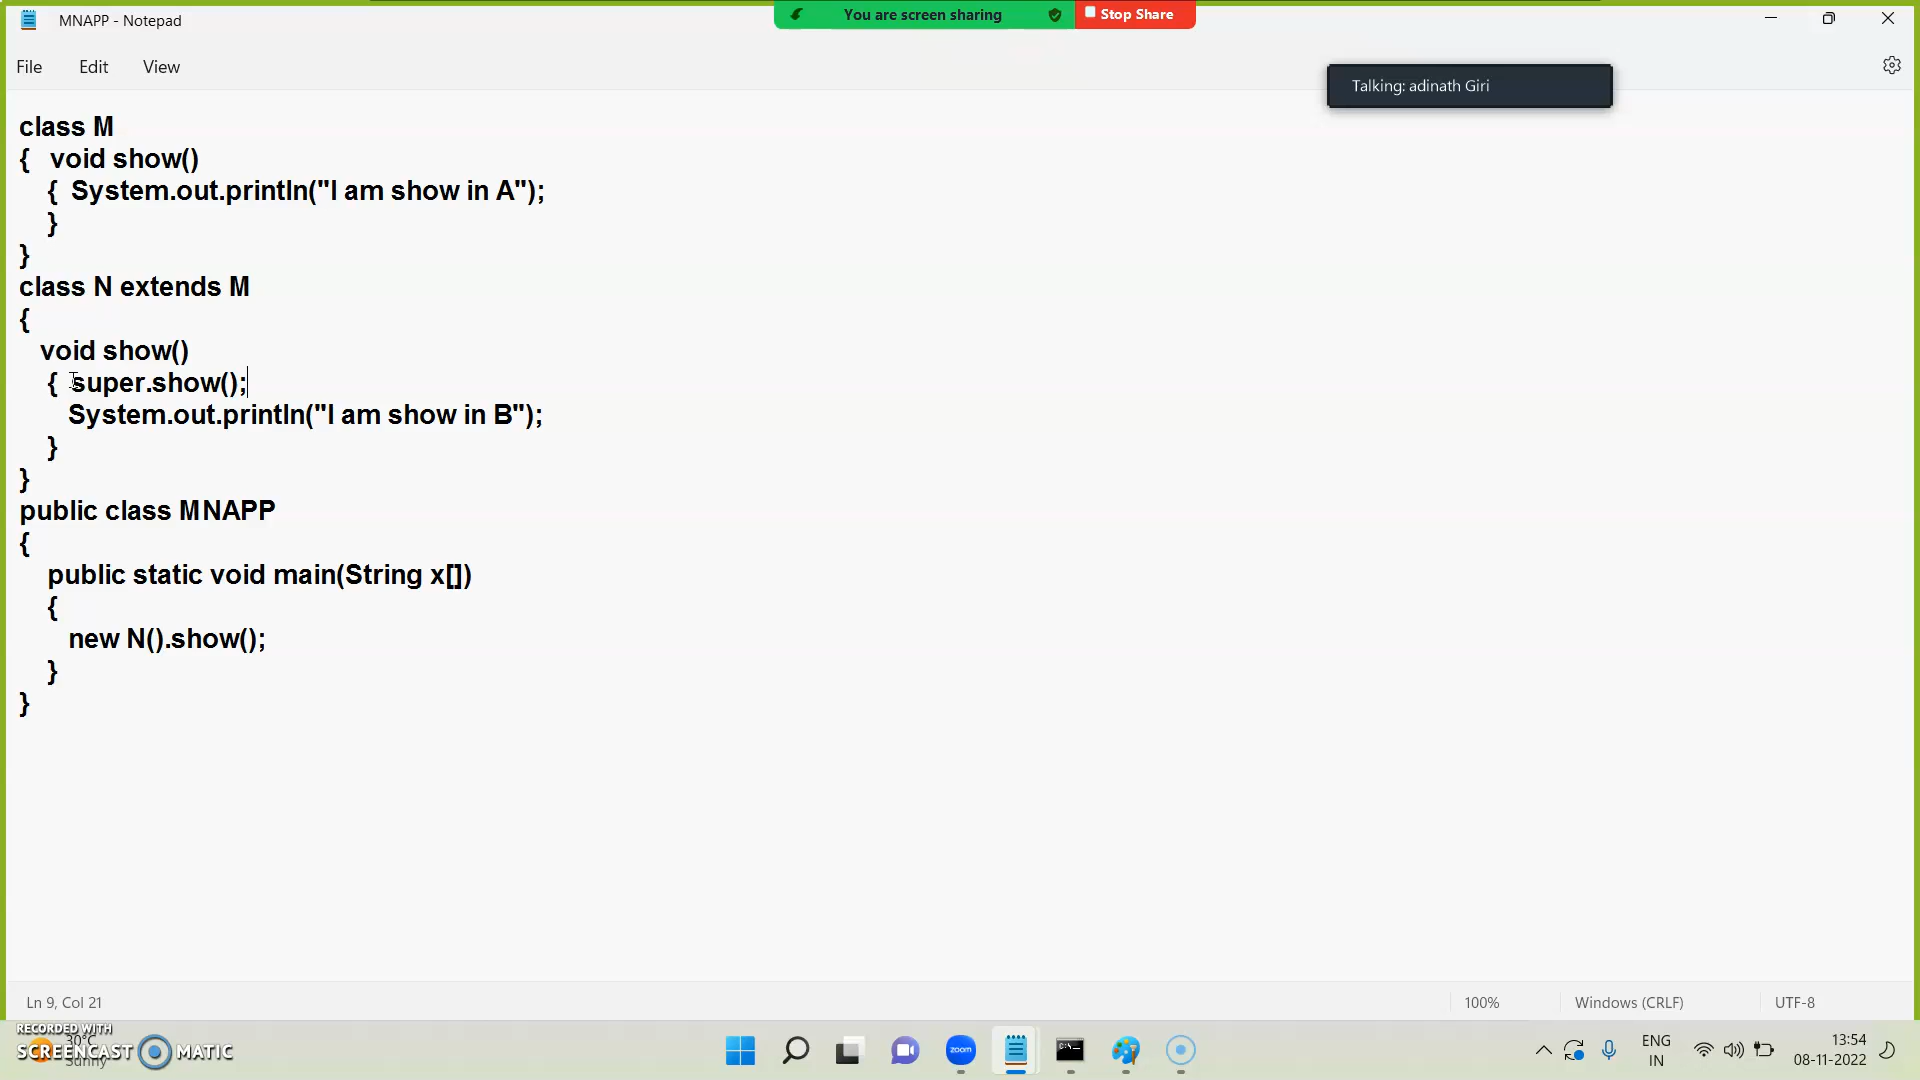 MNAPP - Notepad
You are screen sharing
Stop Share
File Edit View
Talking: adinath Giri
class M
{   void show()
{  System.out.println("I am show in A");
}
}
class N extends M
{
void show()
{  super.show();
System.out.println("I am show in B");
}
}
public class MNAPP
{
public static void main(String x[])
{
new N().show();
}
}
Ln 9, Col 21
100%
Windows (CRLF)
UTF-8
RECORDED WITH
SCREENCAST MATIC
30°C
Sunny
zoom
ENG
IN
13:54
08-11-2022